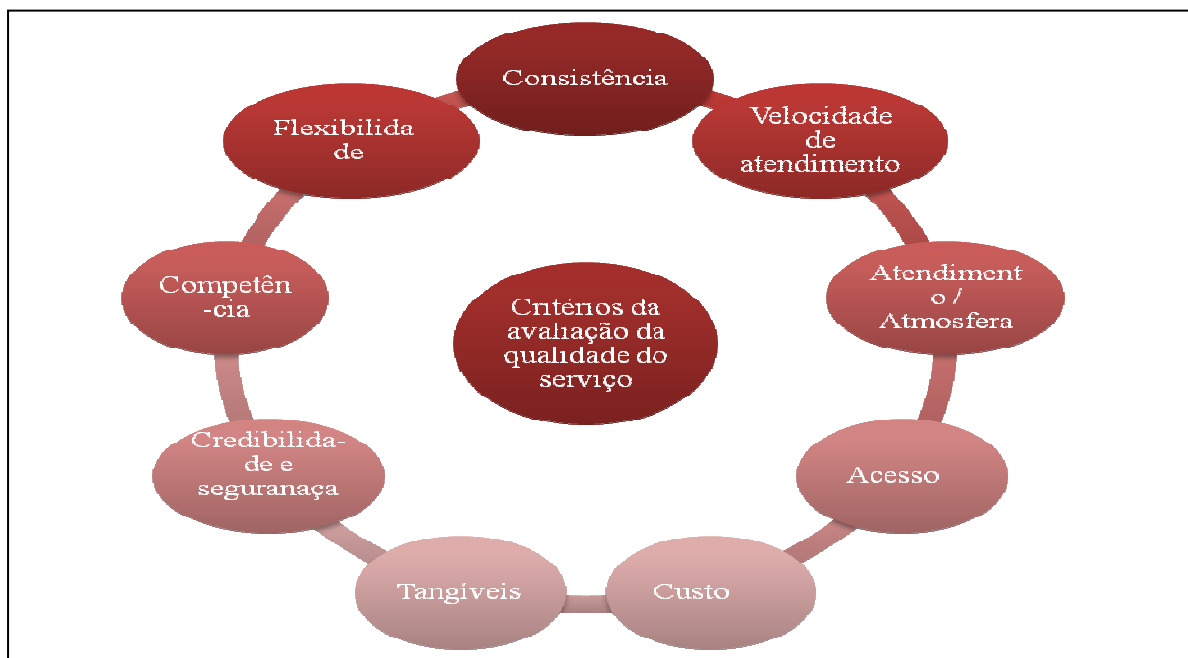 Consistência
Velocidade
de
atendimento
Atendiment
o /
Atmosfera
Acesso
Custo
Tangíveis
Credibilida-
de e
seguranaça
Competên
-cia
Flexibilida
de
Critérios da
avaliação da
qualidade do
serviço